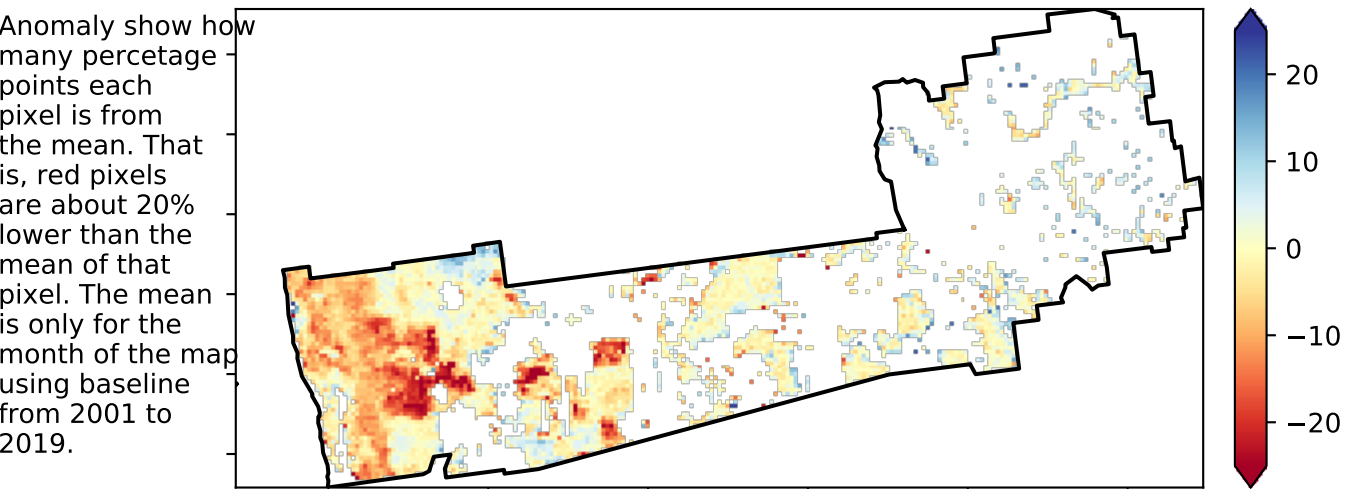 Anomaly show how
many percetage
points each
pixel is from
the mean. That
is, red pixels
are about 20%
lower than the
mean of that
pixel. The mean
is only for the
month of the map
using baseline
from 2001 to
2019.
20
10
0
−10
−20